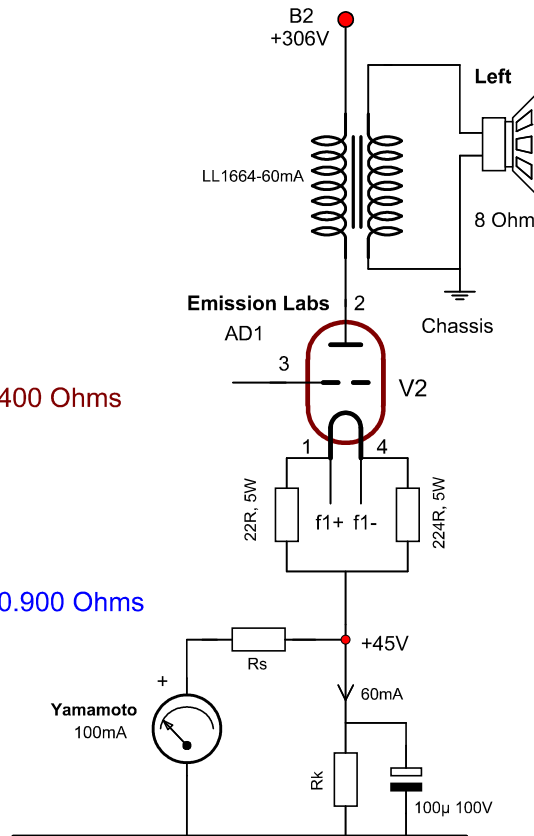 B2
+306V
Left
LL1664-60mA
8 Ohm
Emission Labs
2
AD1
Chassis
3
400 Ohms
V2
1
4
22R, 5W
f1+
f1-
224R, 5W
0.900 Ohms
+45V
Rs
+
60mA
Yamamoto
100mA
Rk
100µ 100V